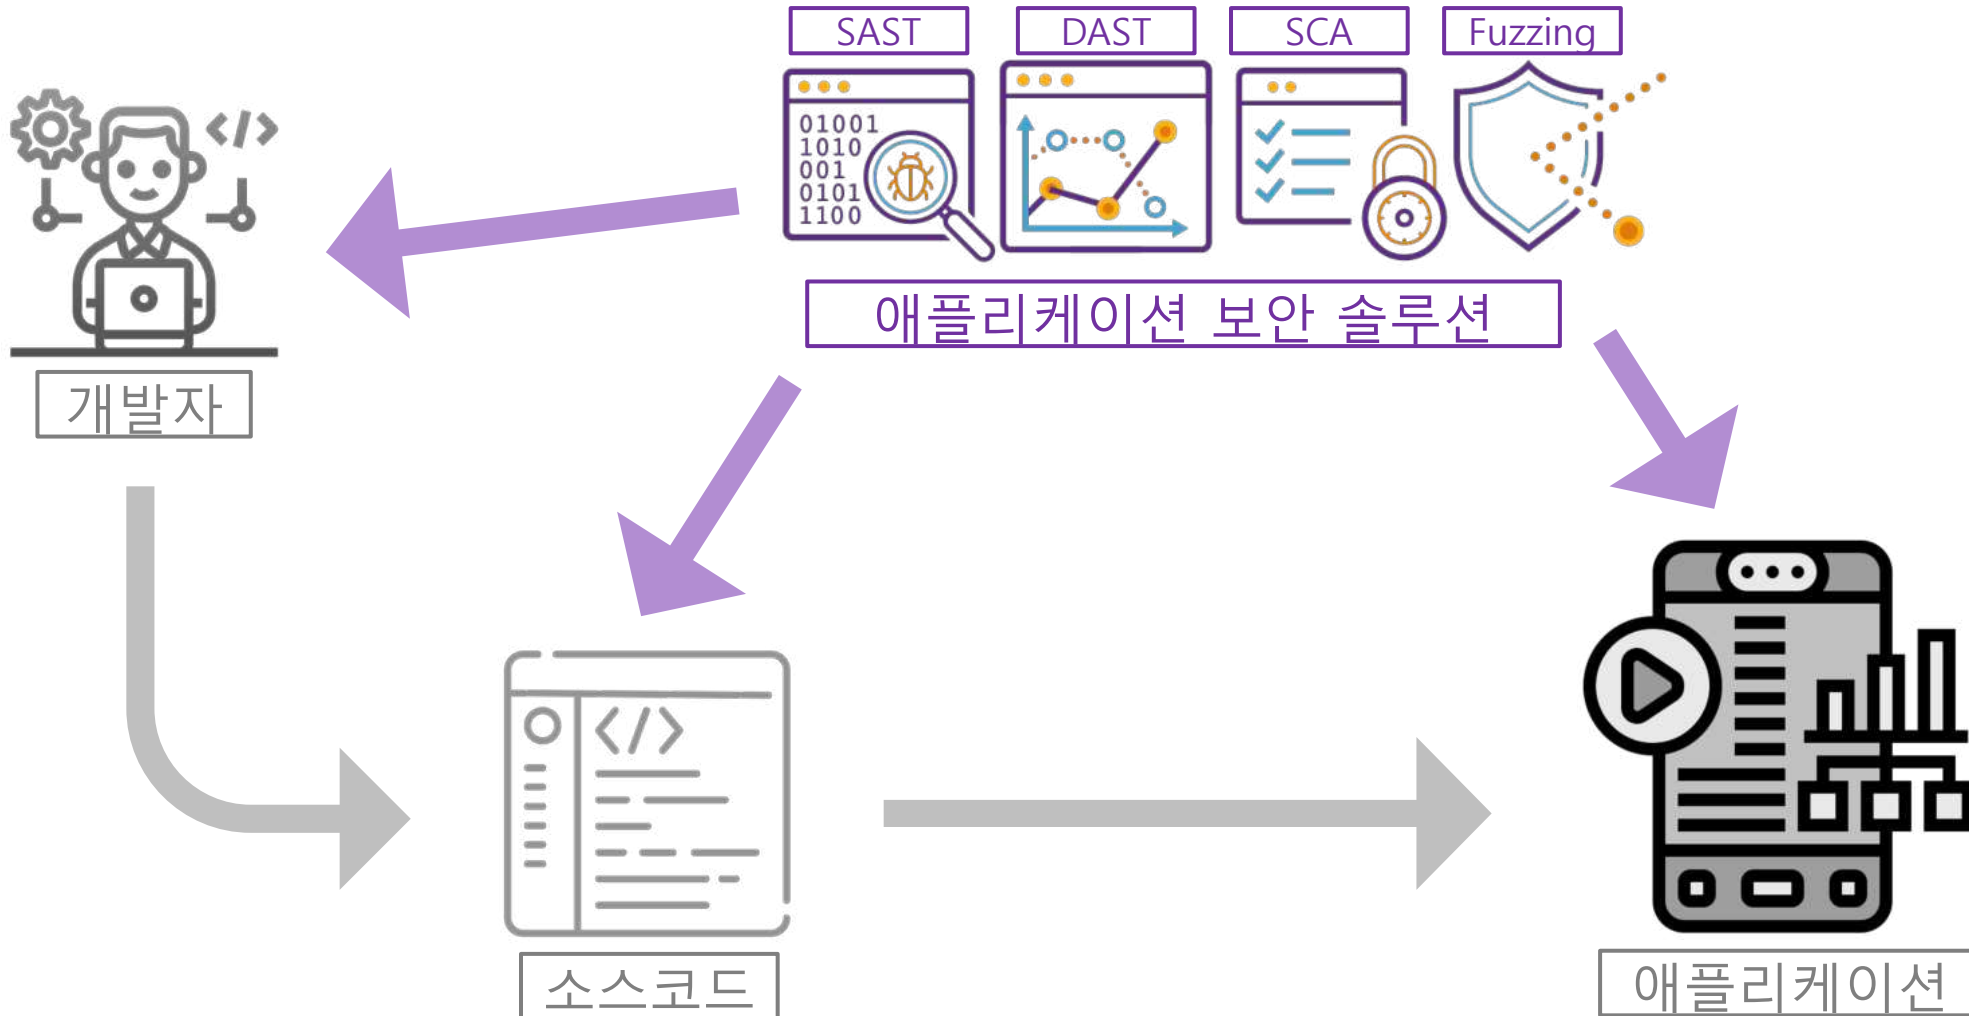 SAST
DAST
SCA
Fuzzing
01001
1010
001
0101
1100
애플리케이션 보안 솔루션
개발자
소스코드
애플리케이션